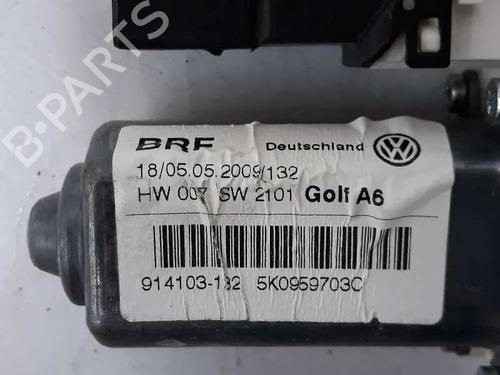 B-PARTS
BRF Deutschland
18/05.05.2009/132
HW 007 SW 2101 Golf A6
914103-132 5K0959703C